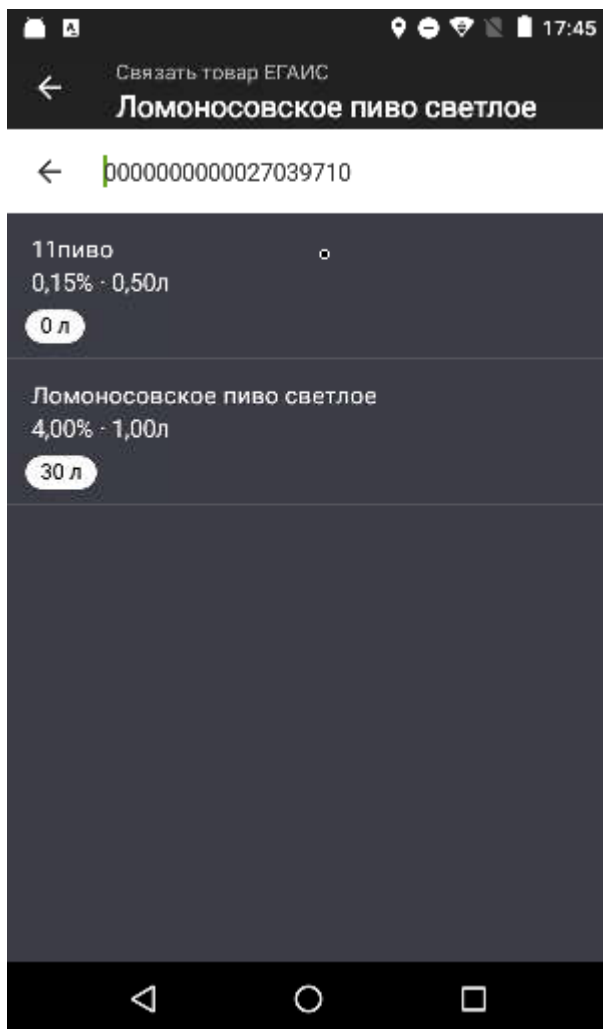 17:45
Связать товар ЕГАИС
Ломоносовское пиво светлое
0000000000027039710
11пиво
0,15% · 0,50л
0 л
Ломоносовское пиво светлое
4,00% · 1,00л
30 л